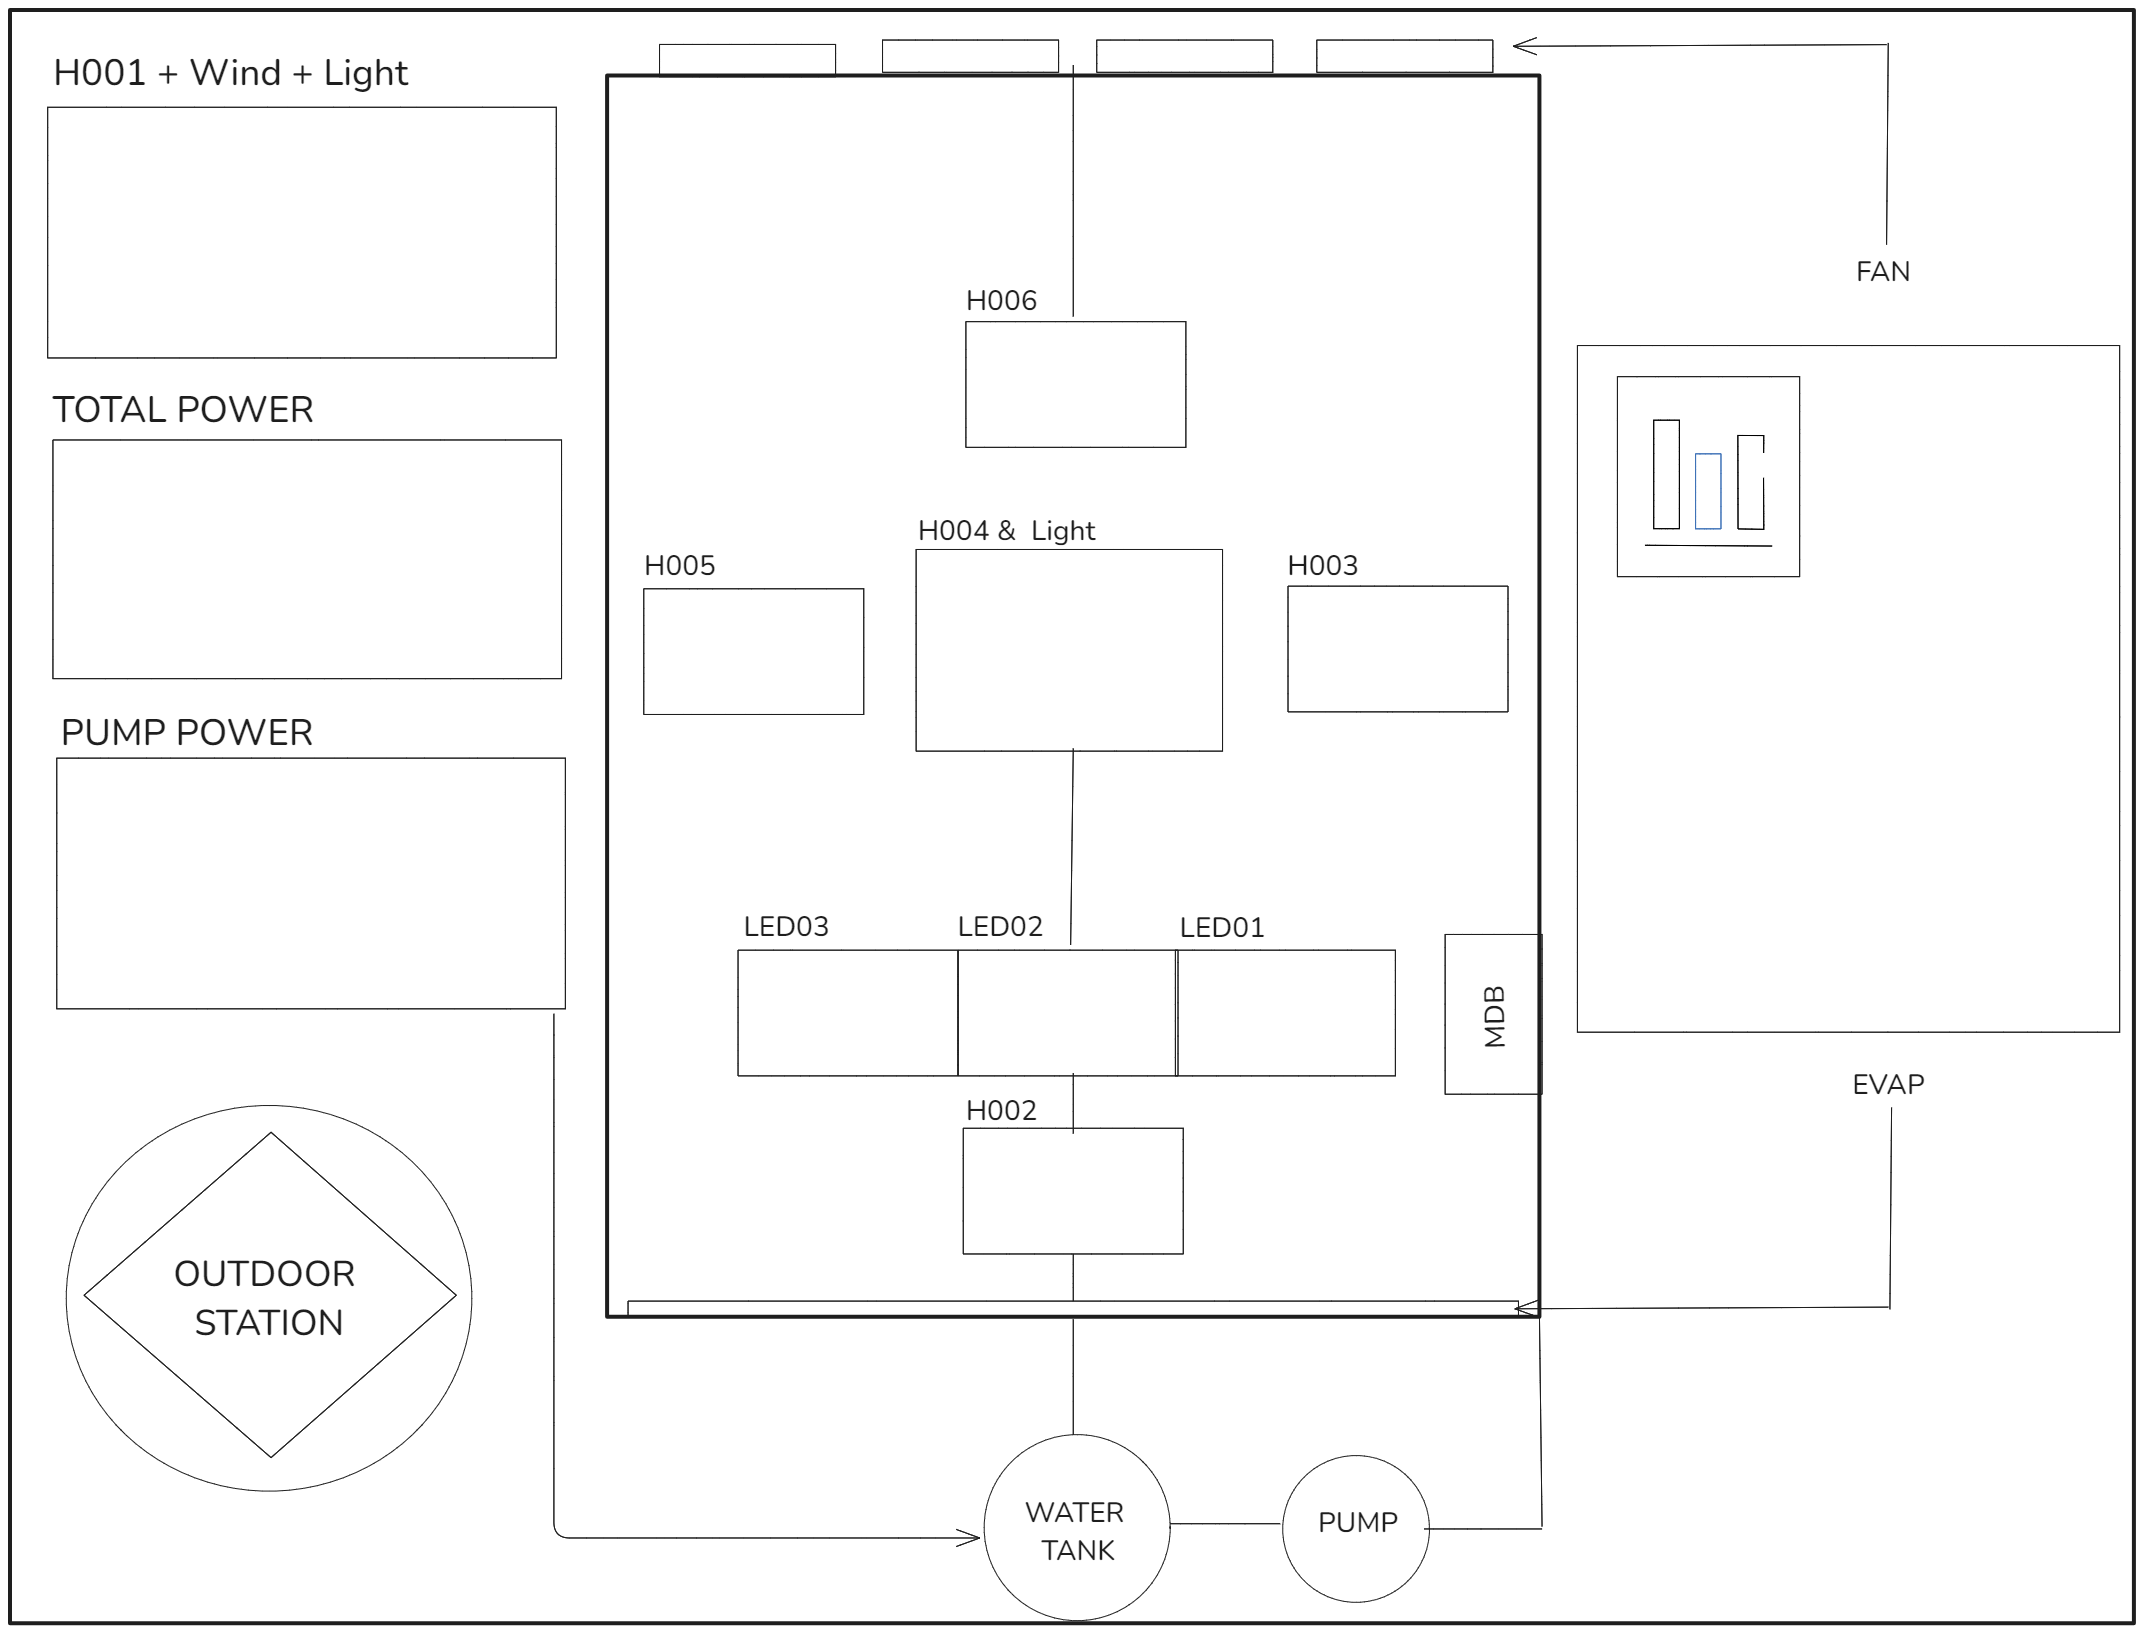 H001 + Wind + Light
FAN
H006
TOTAL POWER
H004 &  Light
H005
H003
PUMP POWER
LED03
LED02
LED01
MDB
EVAP
H002
OUTDOOR
STATION
WATER
TANK
PUMP